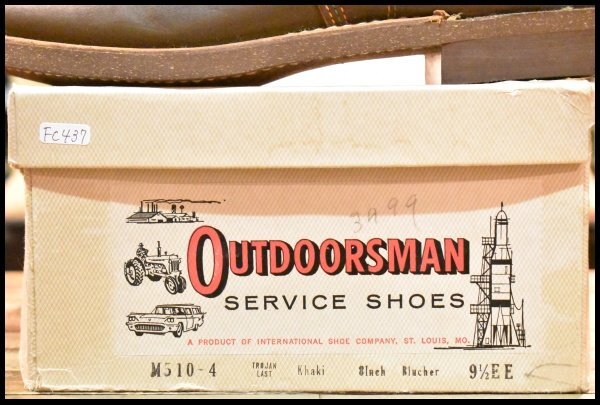 FC437
3499
OUTDOORSMAN
SERVICE SHOES
A PRODUCT OF INTERNATIONAL SHOE COMPANY, ST. LOUIS, MO.
M510-4 TROJAN LAST Khaki 8Inch Blucher 9½EE